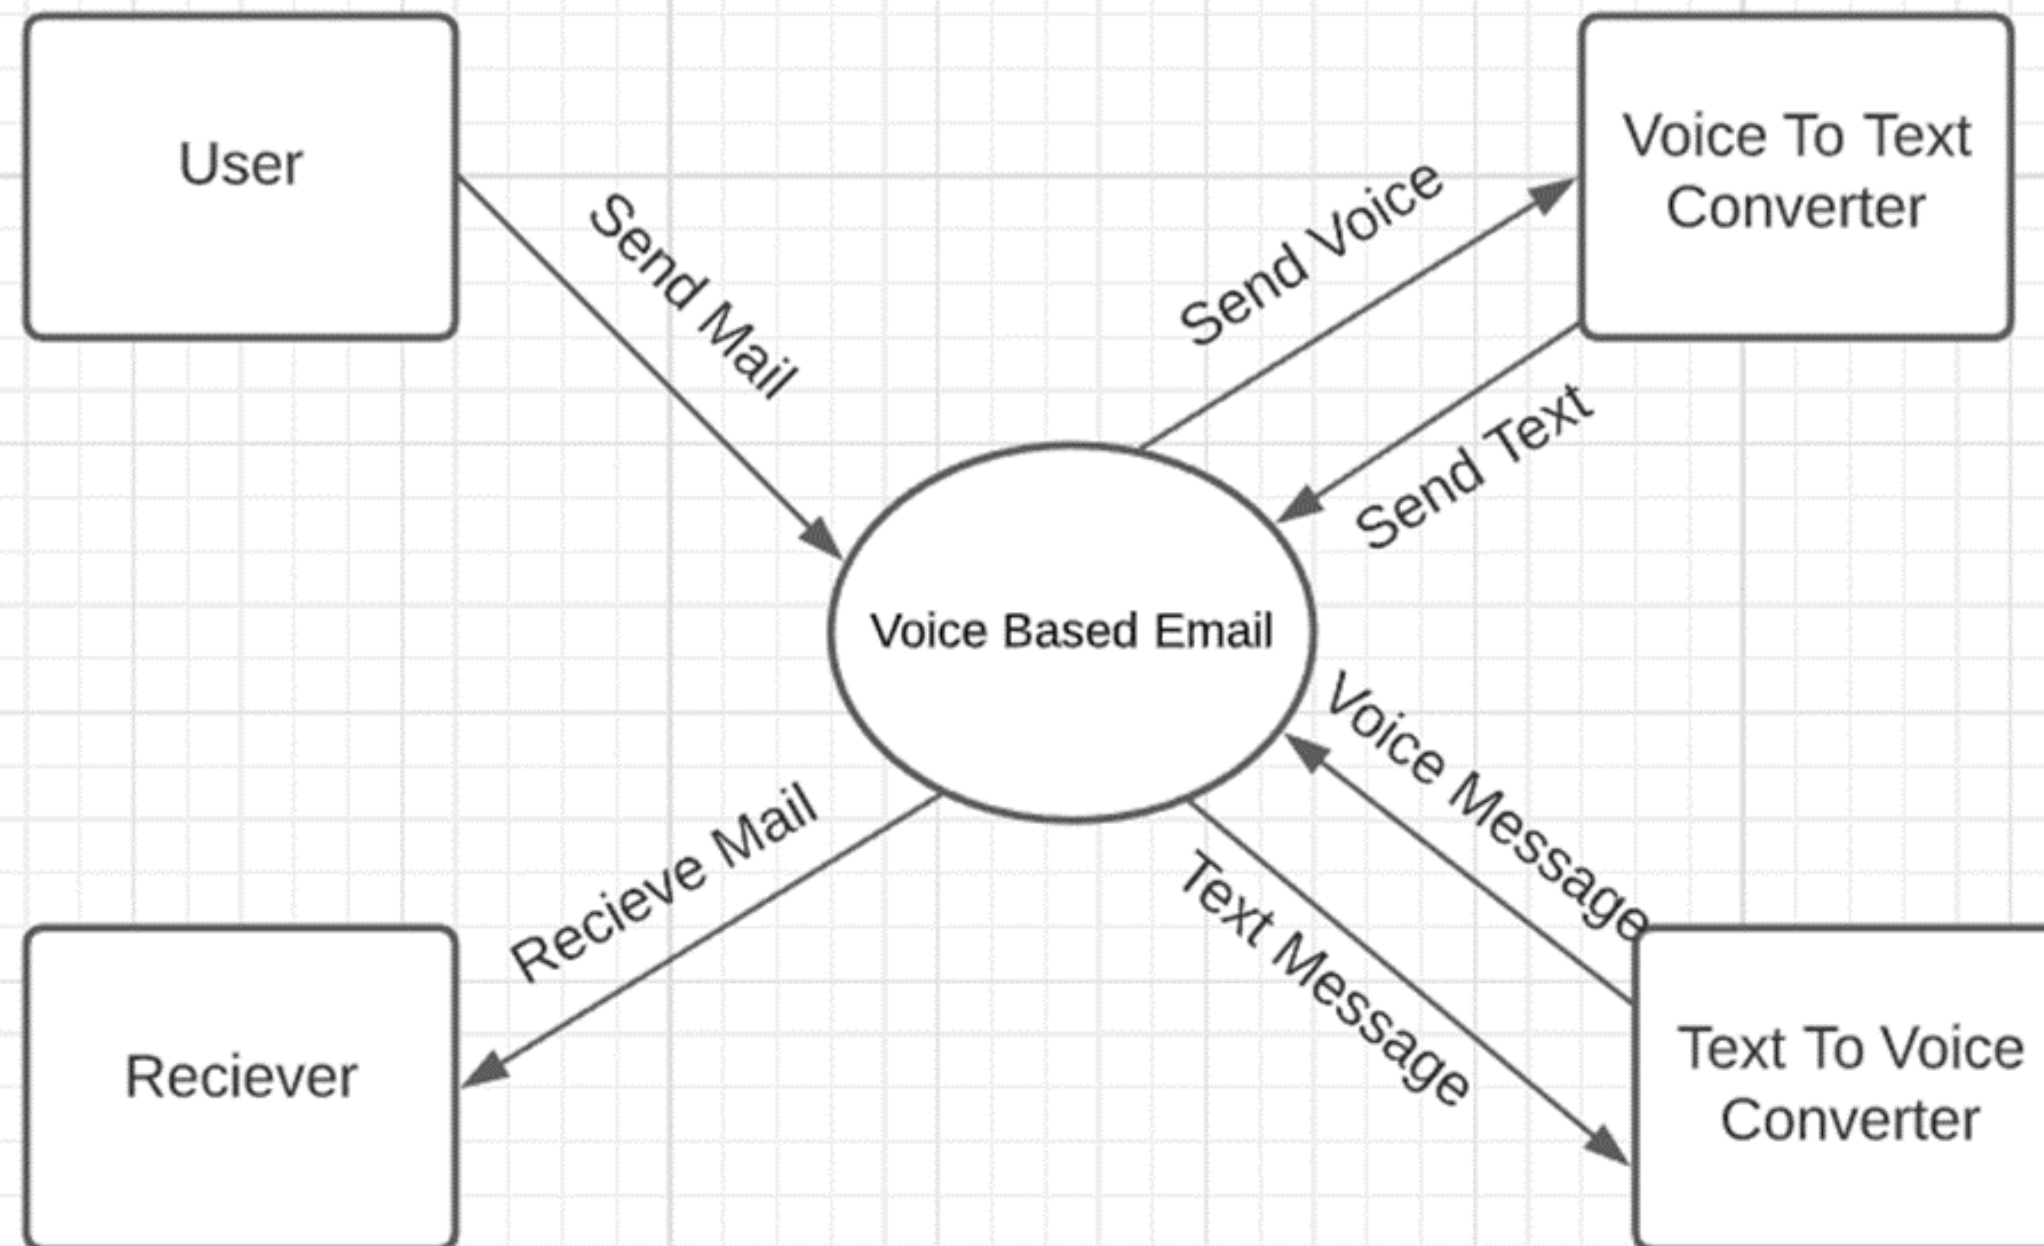 User
Voice To Text
Converter
Send Mail
Send Voice
Send Text
Voice Based Email
Voice Message
Recieve Mail
Text Message
Reciever
Text To Voice
Converter